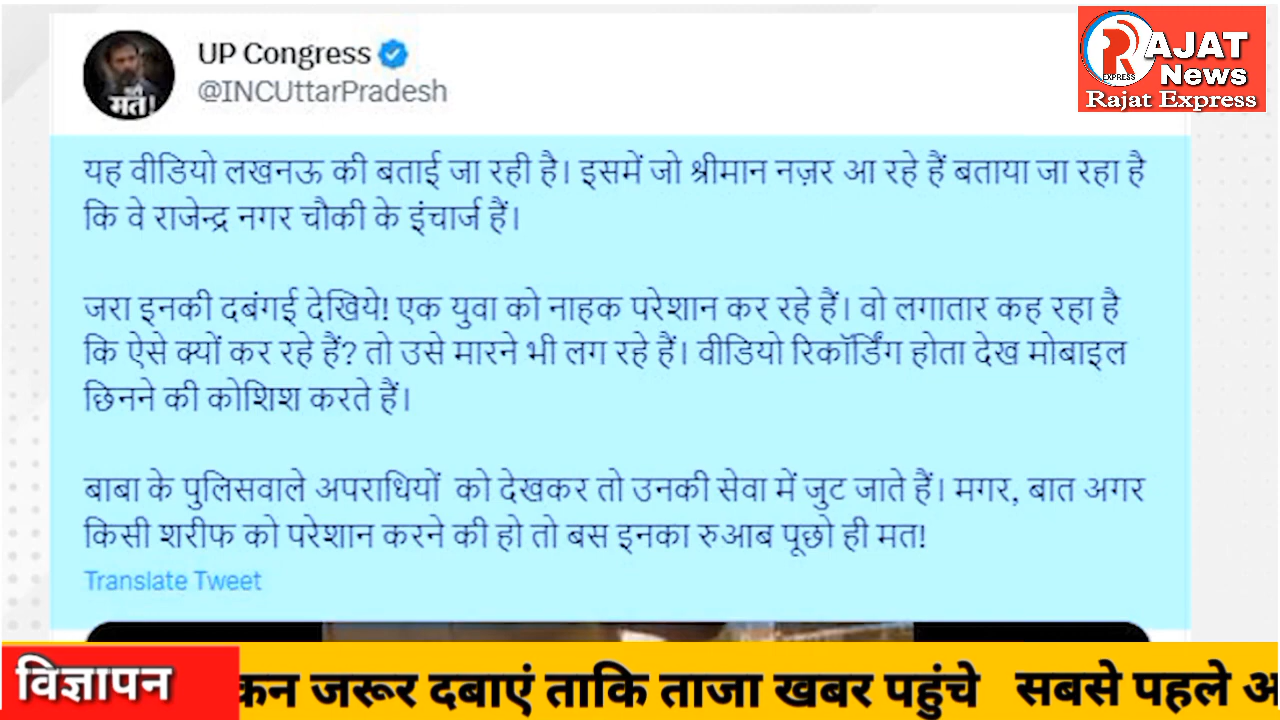 UP Congress
@INCUttarPradesh
मत!
RAJAT
News
EXPRESS
Rajat Express
यह वीडियो लखनऊ की बताई जा रही है। इसमें जो श्रीमान नज़र आ रहे हैं बताया जा रहा है
कि वे राजेन्द्र नगर चौकी के इंचार्ज हैं।
जरा इनकी दबंगई देखिये! एक युवा को नाहक परेशान कर रहे हैं। वो लगातार कह रहा है
कि ऐसे क्यों कर रहे हैं? तो उसे मारने भी लग रहे हैं। वीडियो रिकॉर्डिंग होता देख मोबाइल
छिनने की कोशिश करते हैं।
बाबा के पुलिसवाले अपराधियों को देखकर तो उनकी सेवा में जुट जाते हैं। मगर, बात अगर
किसी शरीफ को परेशान करने की हो तो बस इनका रुआब पूछो ही मत!
Translate Tweet
विज्ञापन
कन जरूर दबाएं ताकि ताजा खबर पहुंचे सबसे पहले